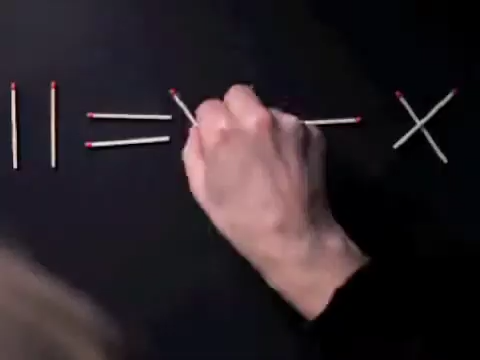 II = − X